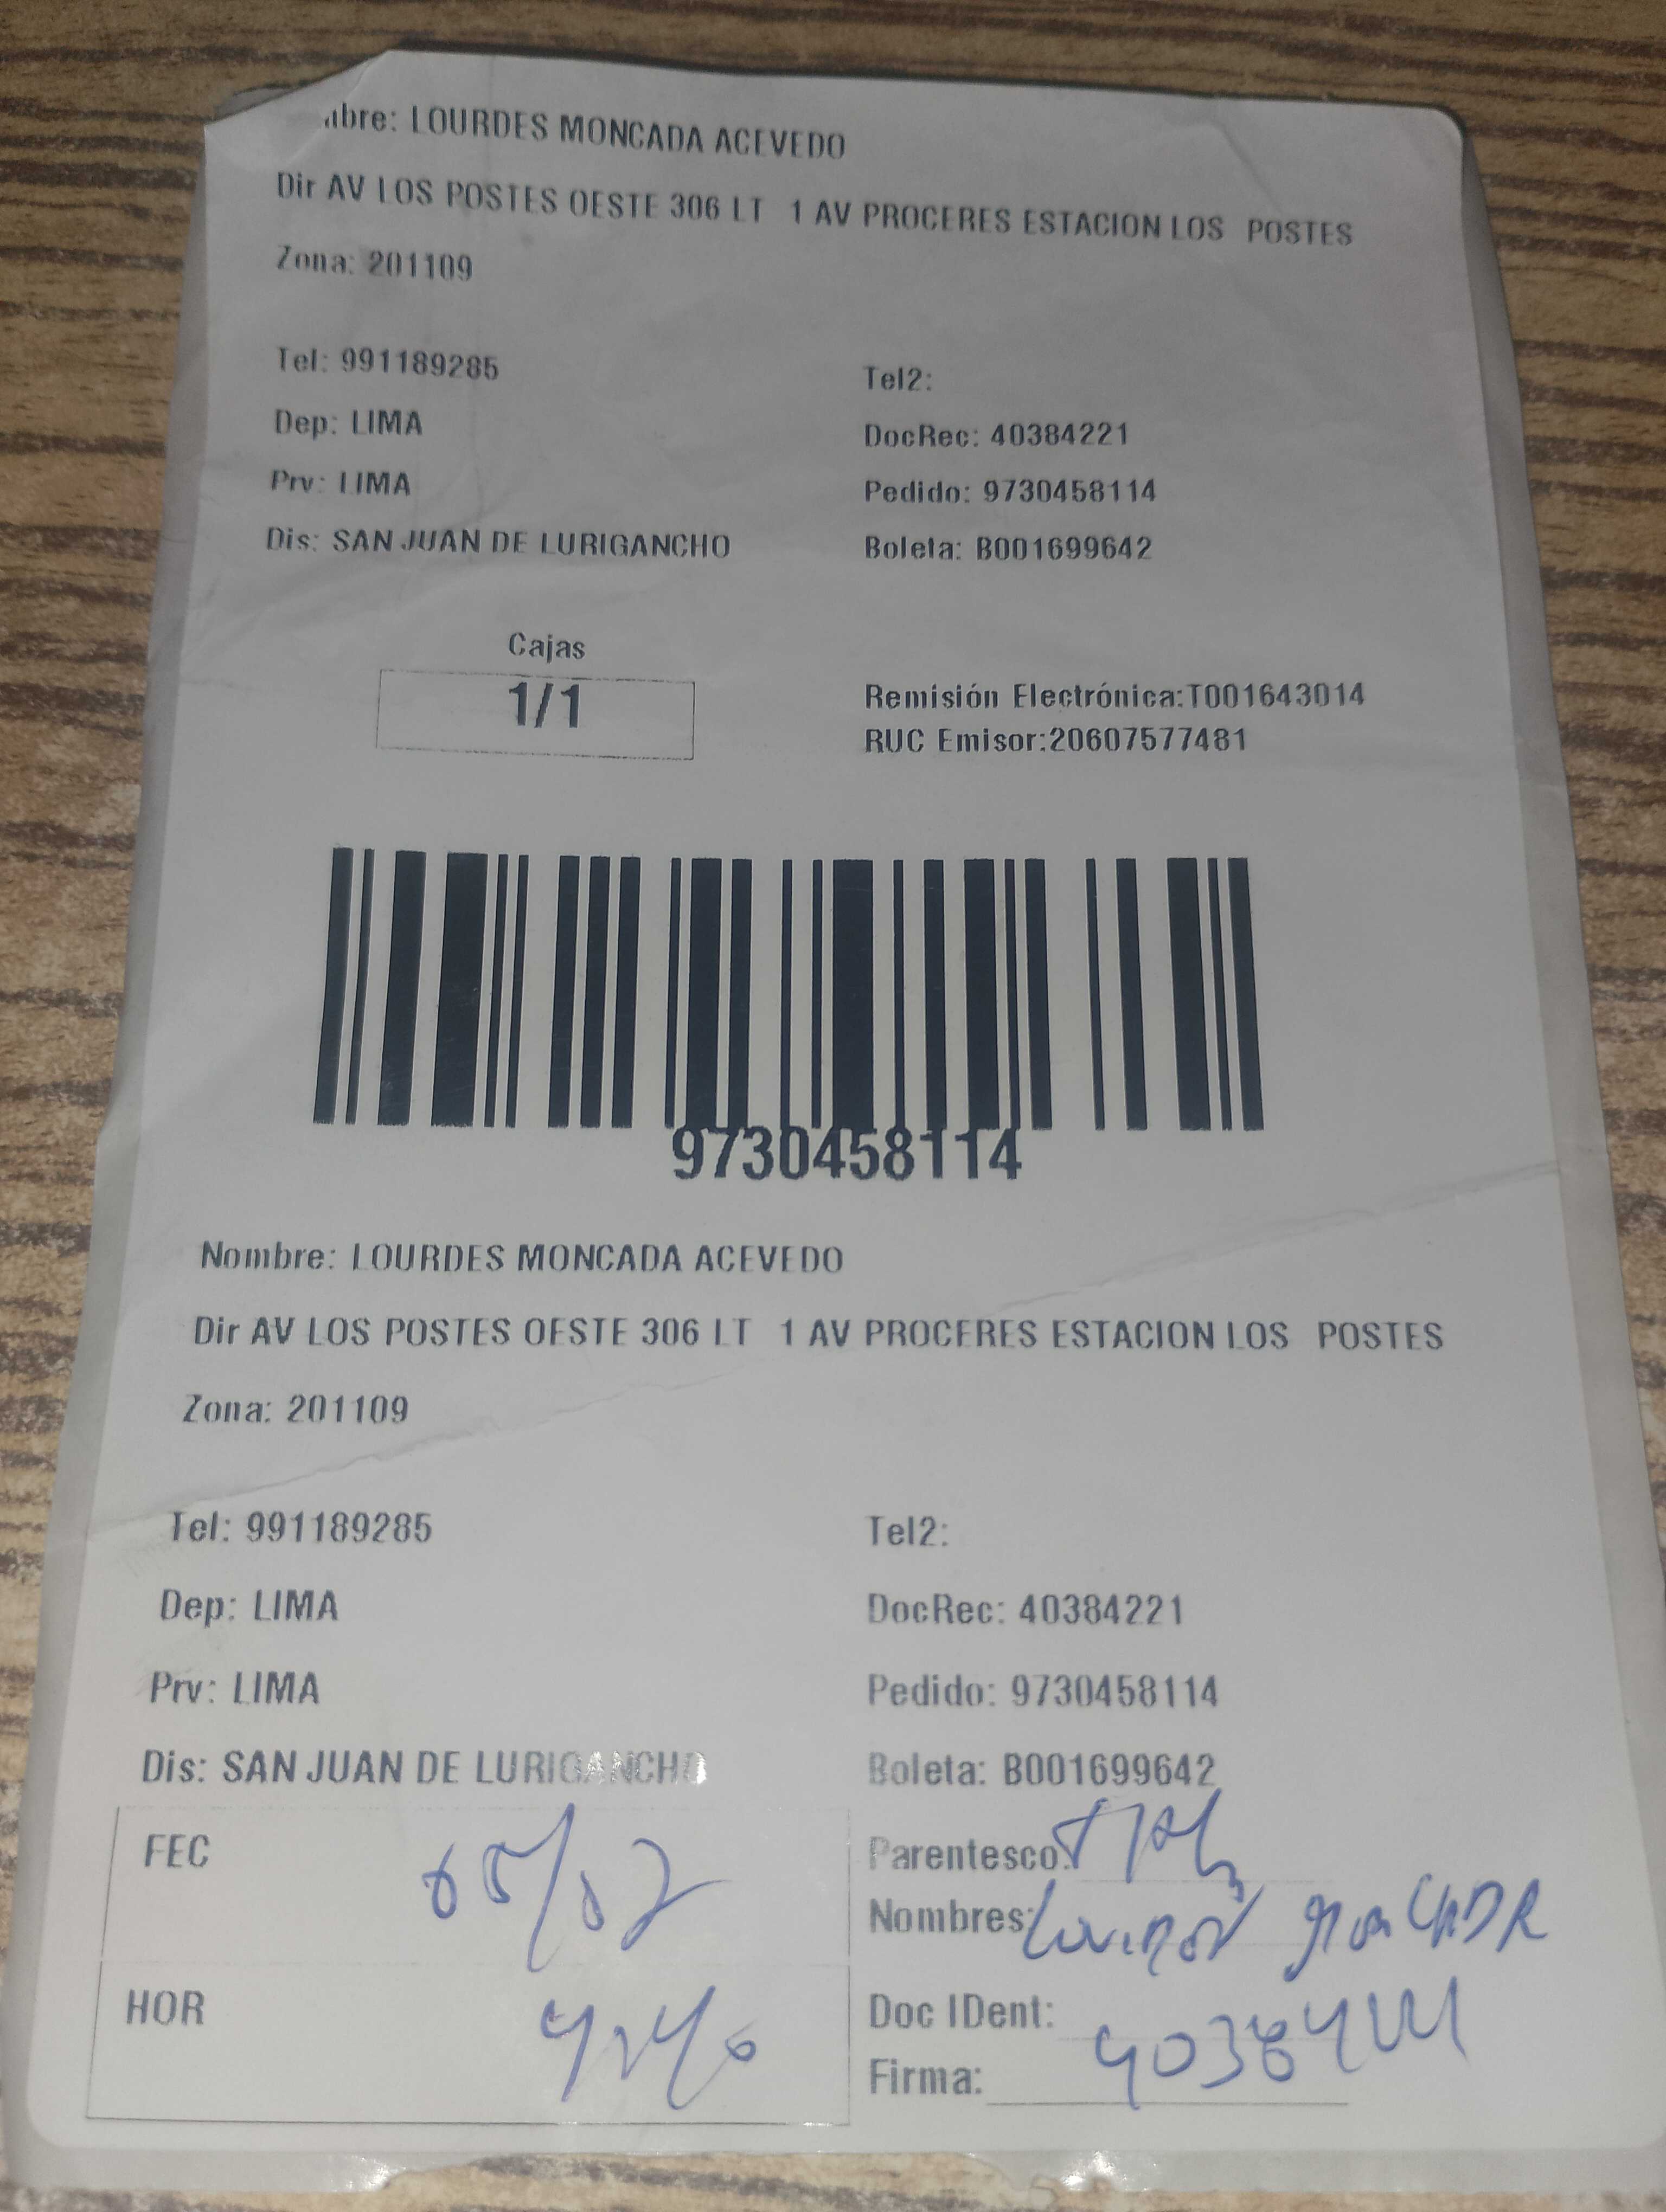 mbre: LOURDES MONCADA ACEVEDO
Dir AV LOS POSTES OESTE 306 LT 1 AV PROCERES ESTACION LOS POSTES
Zona: 201109
Tel: 991189285 Tel2:
Dep: LIMA DocRec: 40384221
Prv: LIMA Pedido: 9730458114
Dis: SAN JUAN DE LURIGANCHO Boleta: B001699642
Cajas
1/1
Remisión Electrónica:T001643014
RUC Emisor:20607577481
9730458114
Nombre: LOURDES MONCADA ACEVEDO
Dir AV LOS POSTES OESTE 306 LT 1 AV PROCERES ESTACION LOS POSTES
Zona: 201109
Tel: 991189285 Tel2:
Dep: LIMA DocRec: 40384221
Prv: LIMA Pedido: 9730458114
Dis: SAN JUAN DE LURIGANCHO Boleta: B001699642
FEC 05/02 Parentesco:
Nombres: monCADA
HOR Doc IDent:
Firma: